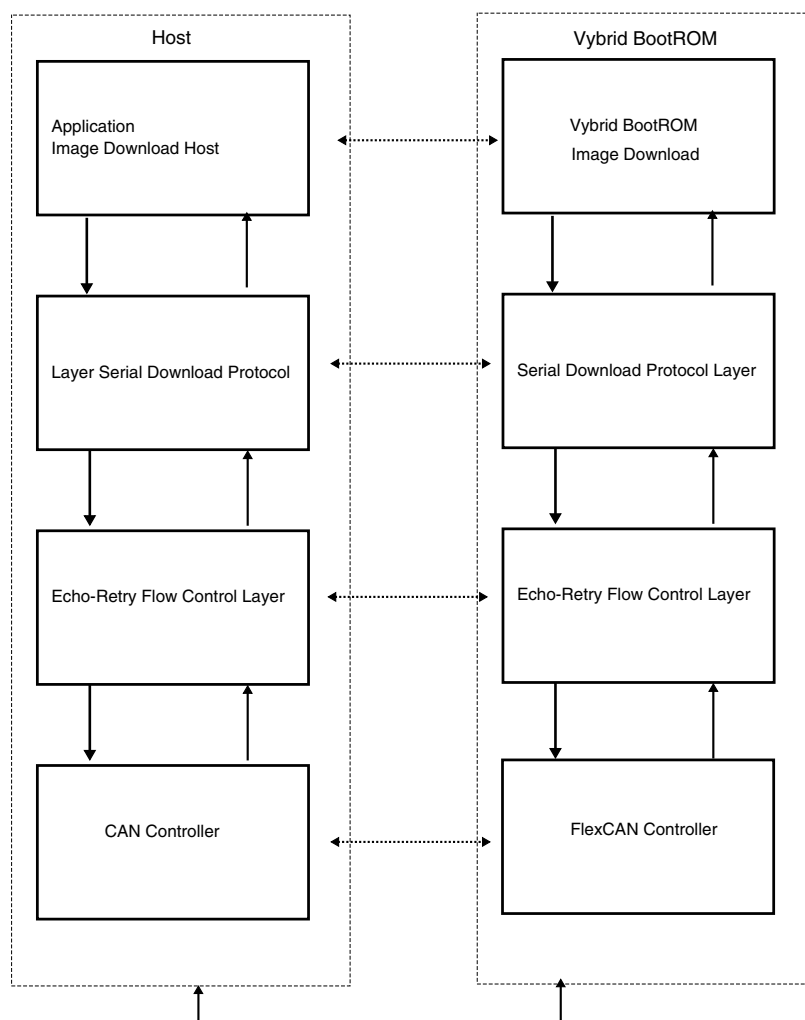 Host
Vybrid BootROM
Application
Image Download Host
Vybrid BootROM
Image Download
Layer Serial Download Protocol
Serial Download Protocol Layer
Echo-Retry Flow Control Layer
Echo-Retry Flow Control Layer
CAN Controller
FlexCAN Controller